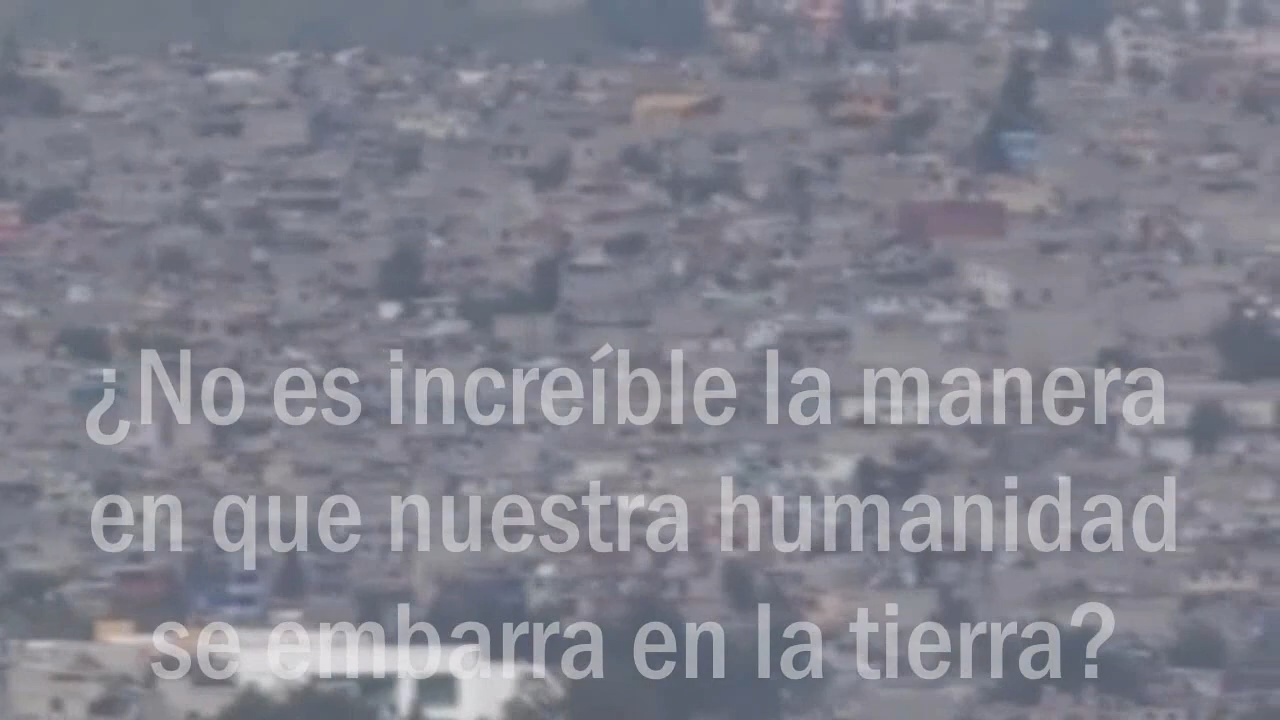 ¿No es increíble la manera
en que nuestra humanidad
se embarra en la tierra?